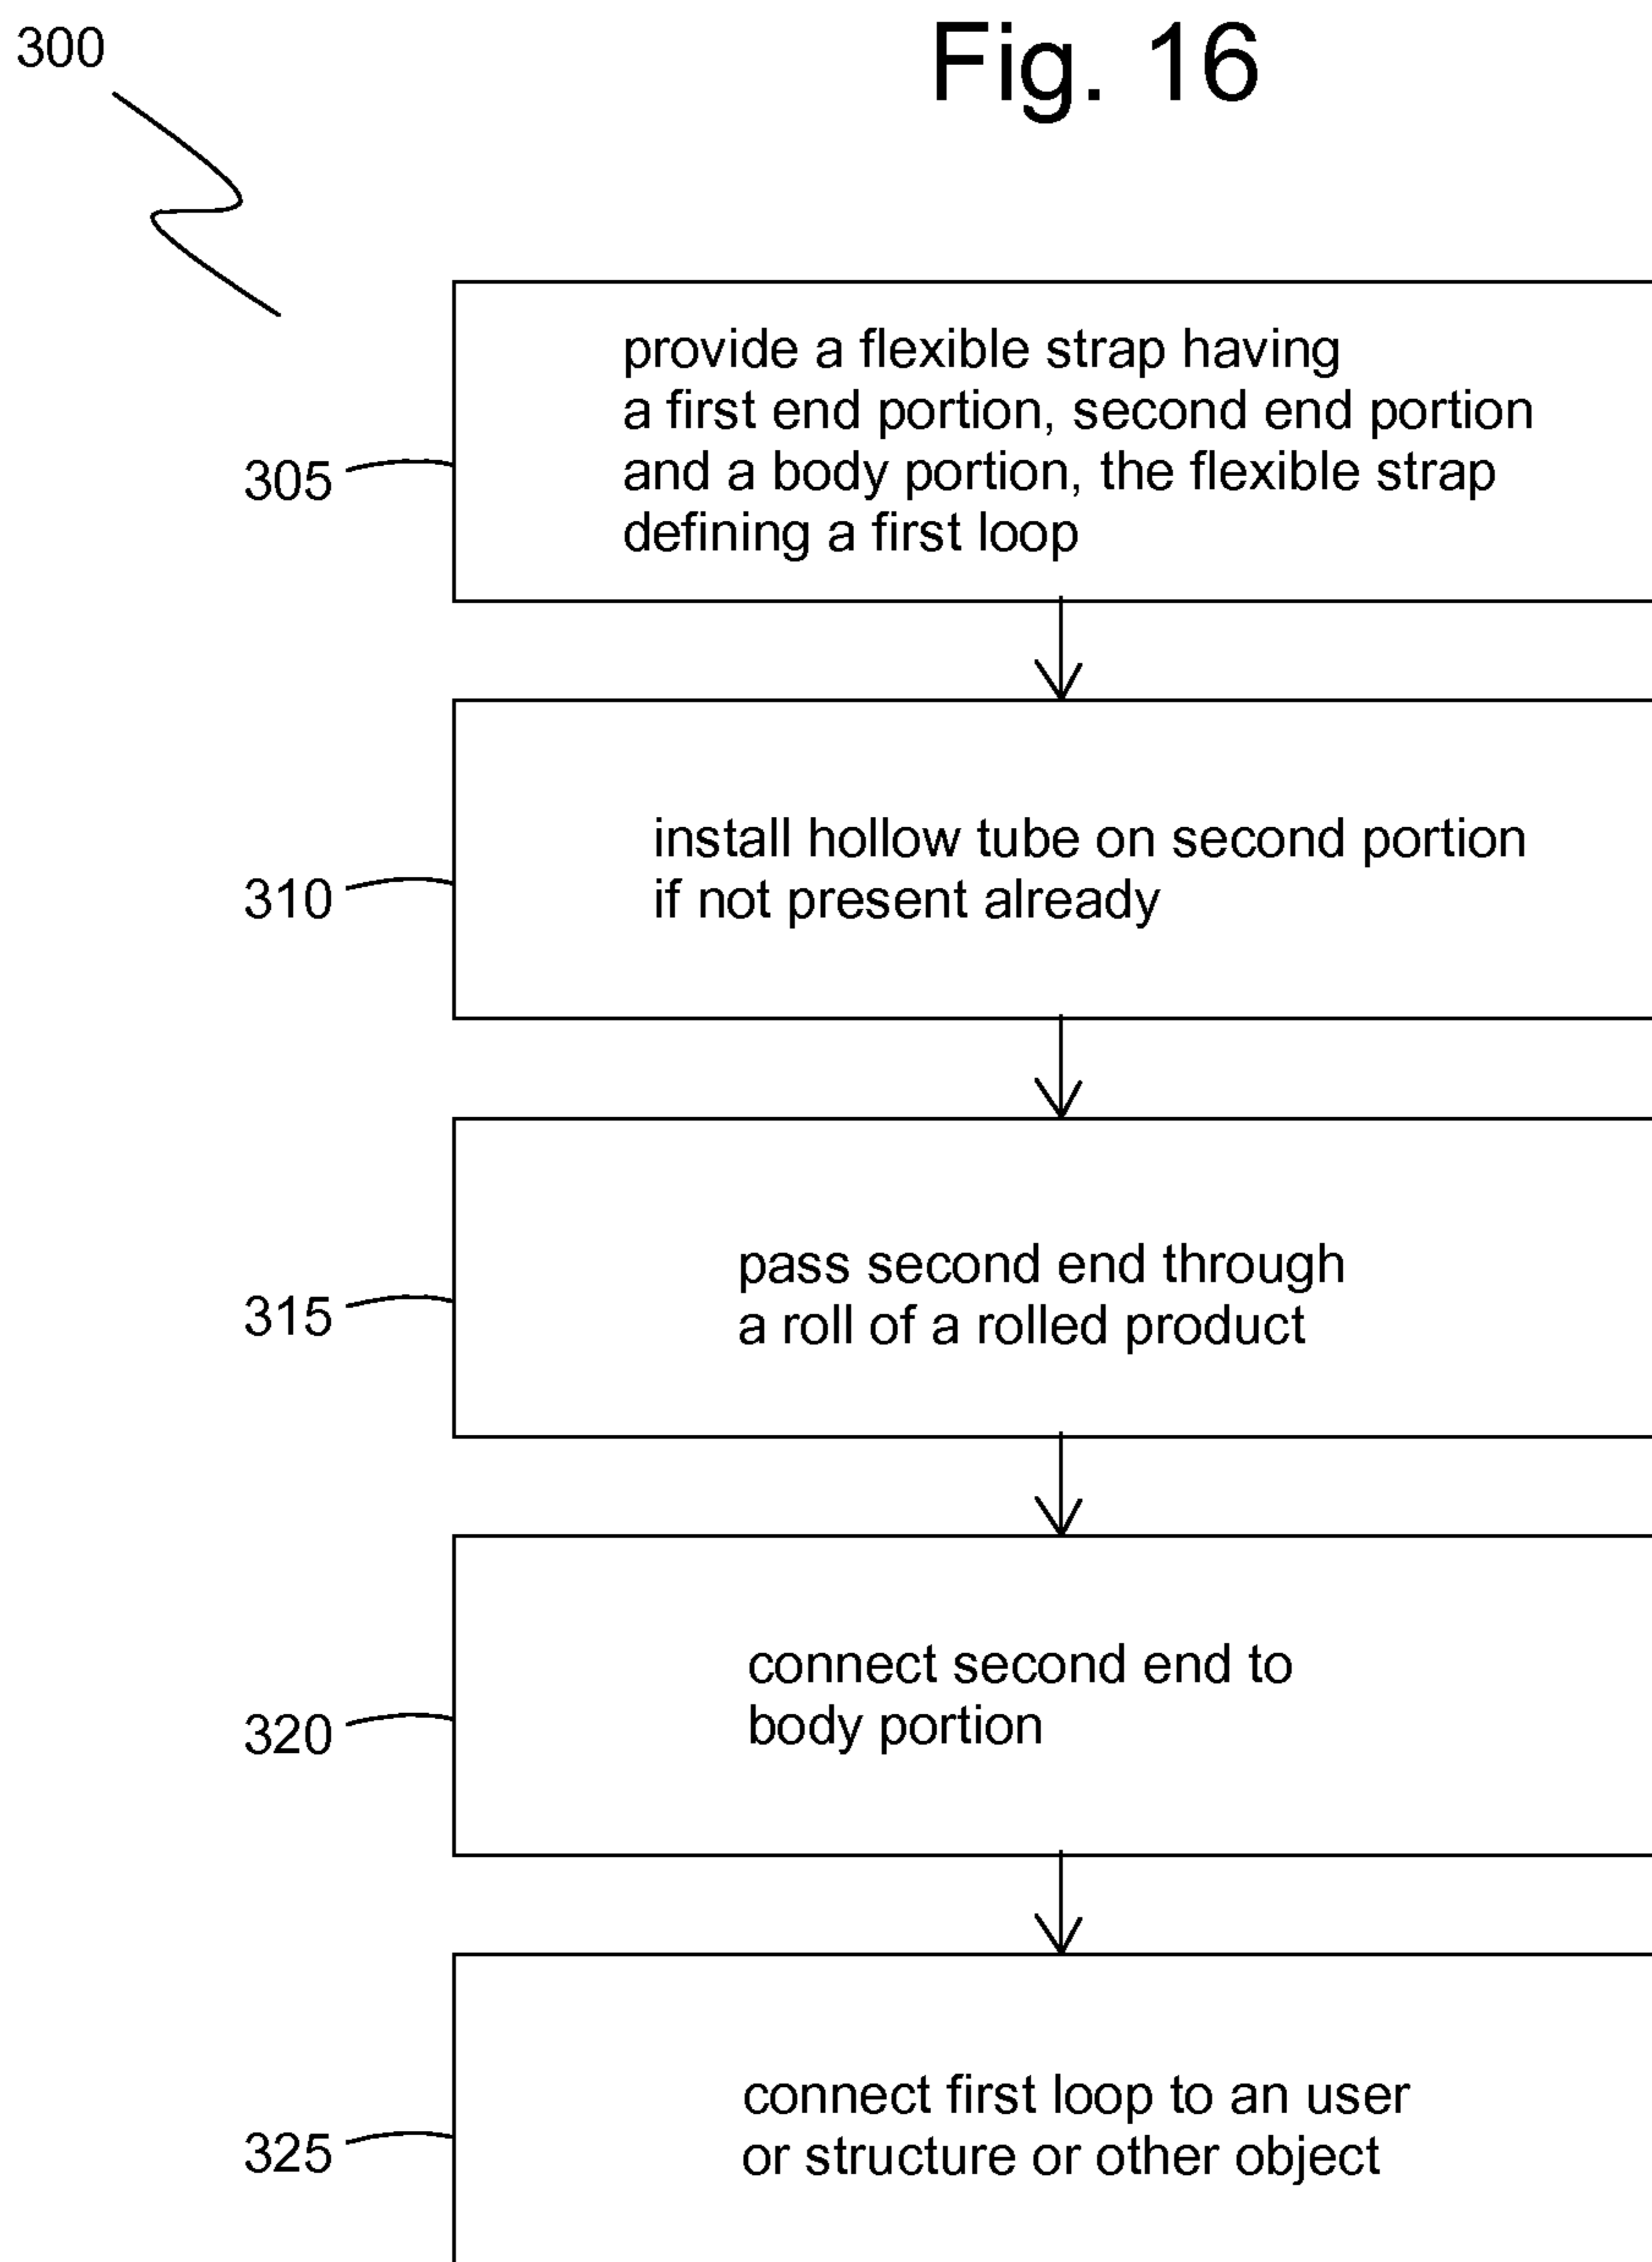 300
Fig. 16
provide a flexible strap having
a first end portion, second end portion
and a body portion, the flexible strap
defining a first loop
305
install hollow tube on second portion
if not present already
310
pass second end through
a roll of a rolled product
315
connect second end to
body portion
320
connect first loop to an user
or structure or other object
325